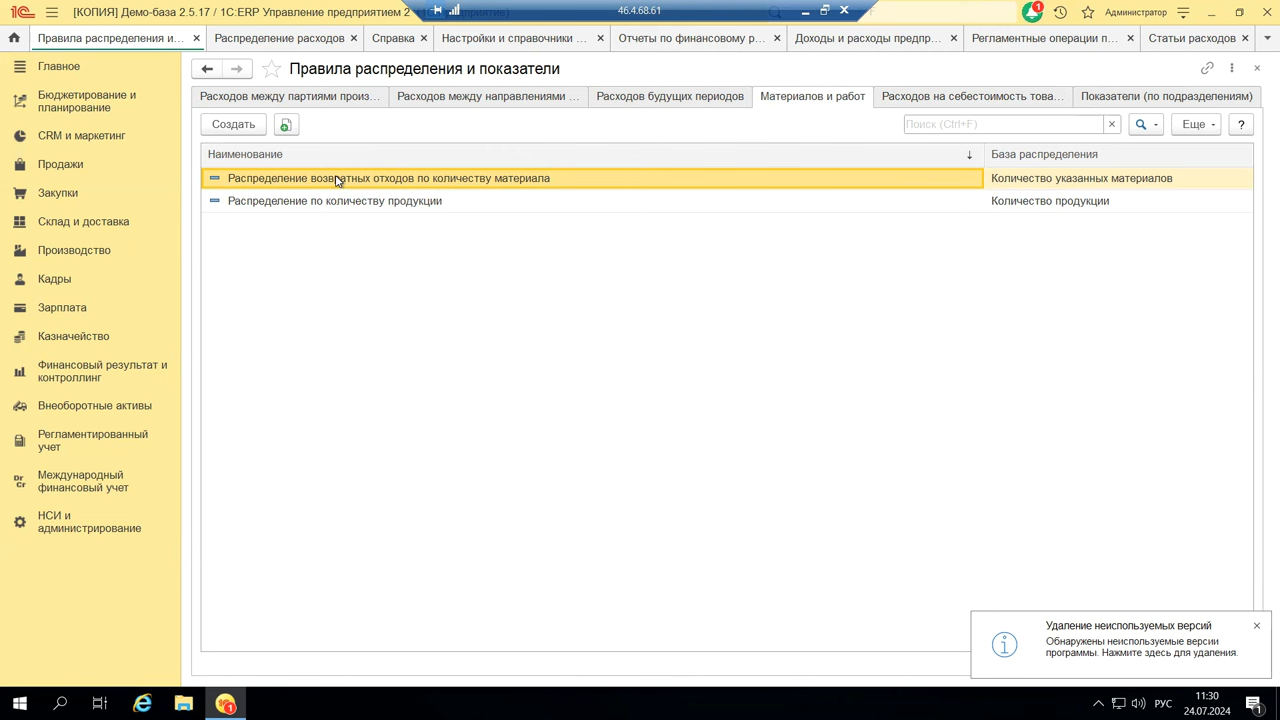 [КОПИЯ] Демо-база 2.5.17 / 1С:ERP Управление предприятием 2
46.4.68.61
Администратор
Правила распределения и...
Распределение расходов
Справка
Настройки и справочники ...
Отчеты по финансовому р...
Доходы и расходы предпр...
Регламентные операции п...
Статьи расходов
Главное
Бюджетирование и
планирование
CRM и маркетинг
Продажи
Закупки
Склад и доставка
Производство
Кадры
Зарплата
Казначейство
Финансовый результат и
контроллинг
Внеоборотные активы
Регламентированный
учет
Международный
финансовый учет
НСИ и
администрирование
Правила распределения и показатели
Расходов между партиями произ...
Расходов между направлениями ...
Расходов будущих периодов
Материалов и работ
Расходов на себестоимость това...
Показатели (по подразделениям)
Создать
Поиск (Ctrl+F)
Еще
?
Наименование
База распределения
Распределение возвратных отходов по количеству материала
Количество указанных материалов
Распределение по количеству продукции
Количество продукции
Удаление неиспользуемых версий
Обнаружены неиспользуемые версии
программы. Нажмите здесь для удаления.
РУС
11:30
24.07.2024